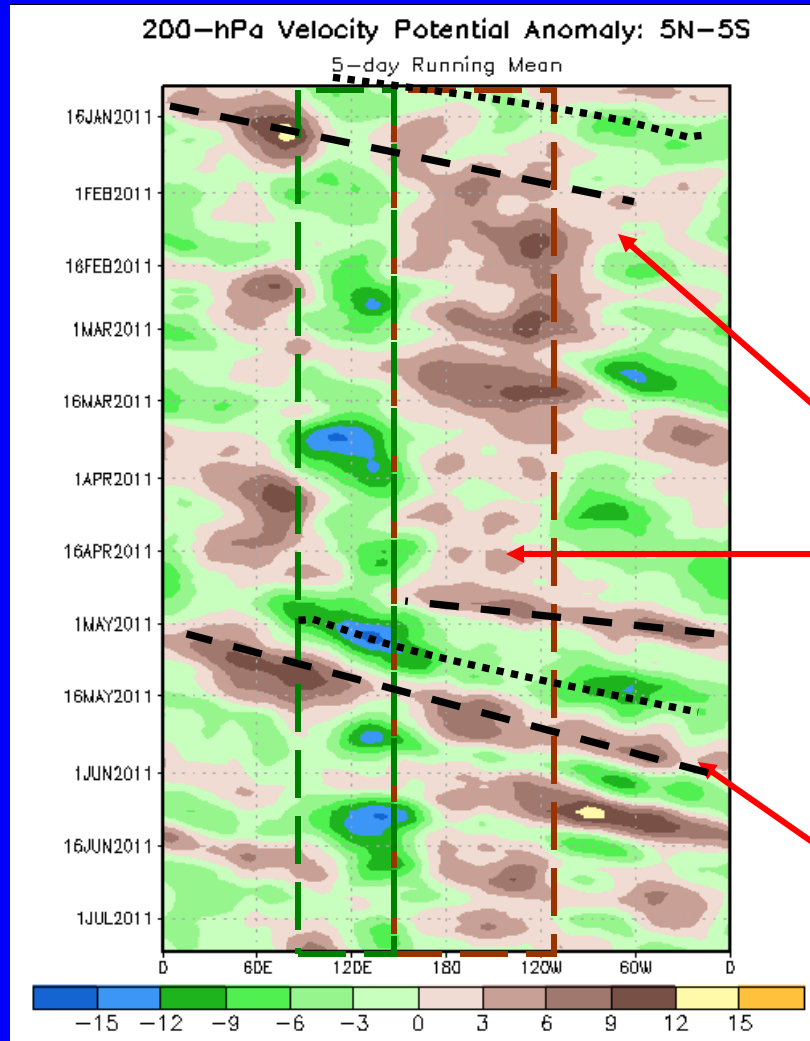 200-hPa Velocity Potential Anomaly: 5N-5S
5-day Running Mean
16JAN2011
1FEB2011
16FEB2011
1MAR2011
16MAR2011
1APR2011
16APR2011
1MAY2011
16MAY2011
1JUN2011
16JUN2011
1JUL2011
0 60E 120E 180 120W 60W 0
-15 -12 -9 -6 -3 0 3 6 9 12 15